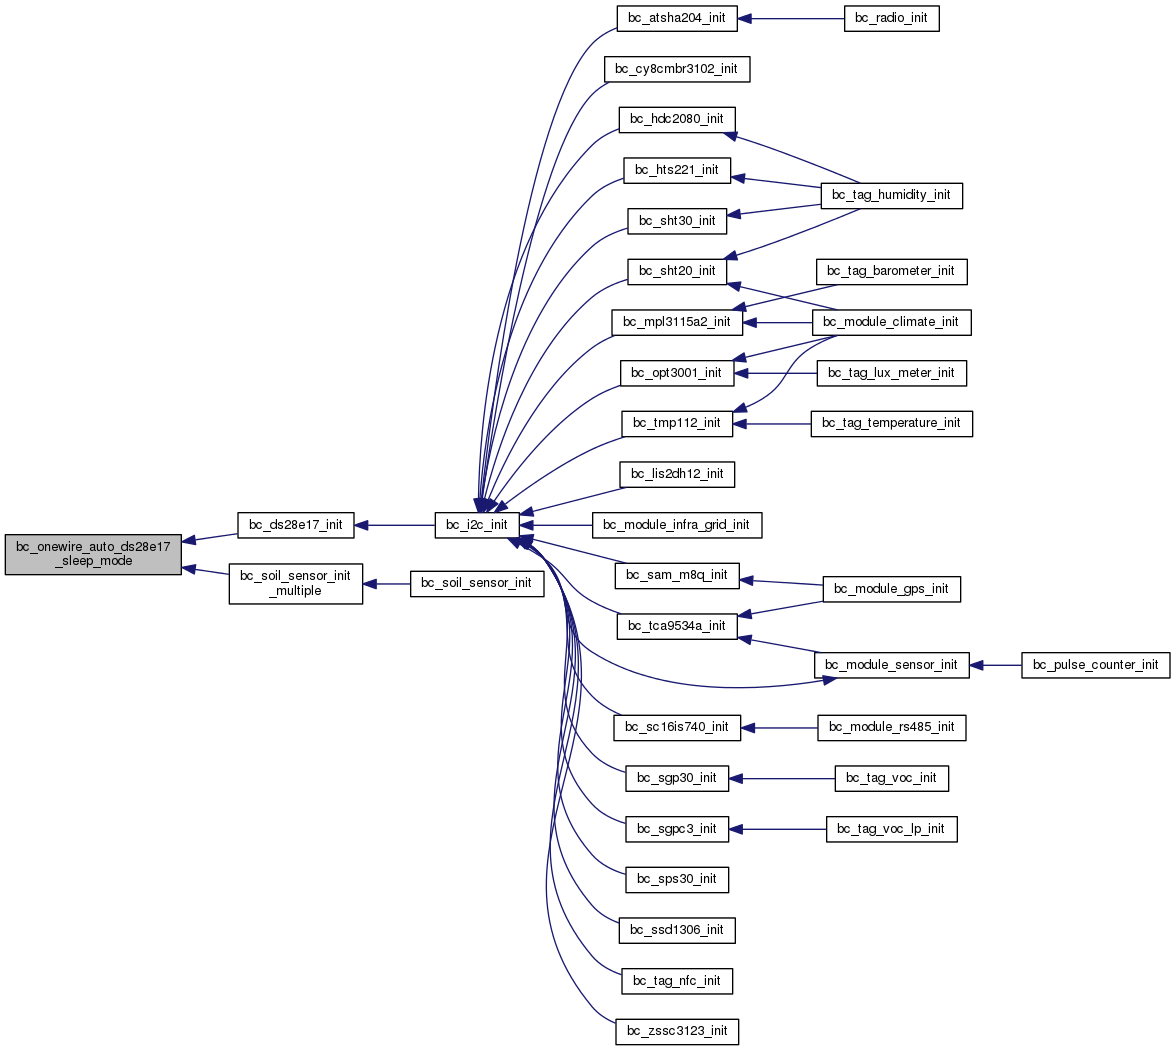 bc_atsha204_init
bc_radio_init
bc_cy8cmbr3102_init
bc_hdc2080_init
bc_hts221_init
bc_tag_humidity_init
bc_sht30_init
bc_sht20_init
bc_tag_barometer_init
bc_mpl3115a2_init
bc_module_climate_init
bc_opt3001_init
bc_tag_lux_meter_init
bc_tmp112_init
bc_tag_temperature_init
bc_lis2dh12_init
bc_ds28e17_init
bc_i2c_init
bc_module_infra_grid_init
bc_onewire_auto_ds28e17
_sleep_mode
bc_soil_sensor_init
_multiple
bc_soil_sensor_init
bc_sam_m8q_init
bc_module_gps_init
bc_tca9534a_init
bc_module_sensor_init
bc_pulse_counter_init
bc_sc16is740_init
bc_module_rs485_init
bc_sgp30_init
bc_tag_voc_init
bc_sgpc3_init
bc_tag_voc_lp_init
bc_sps30_init
bc_ssd1306_init
bc_tag_nfc_init
bc_zssc3123_init